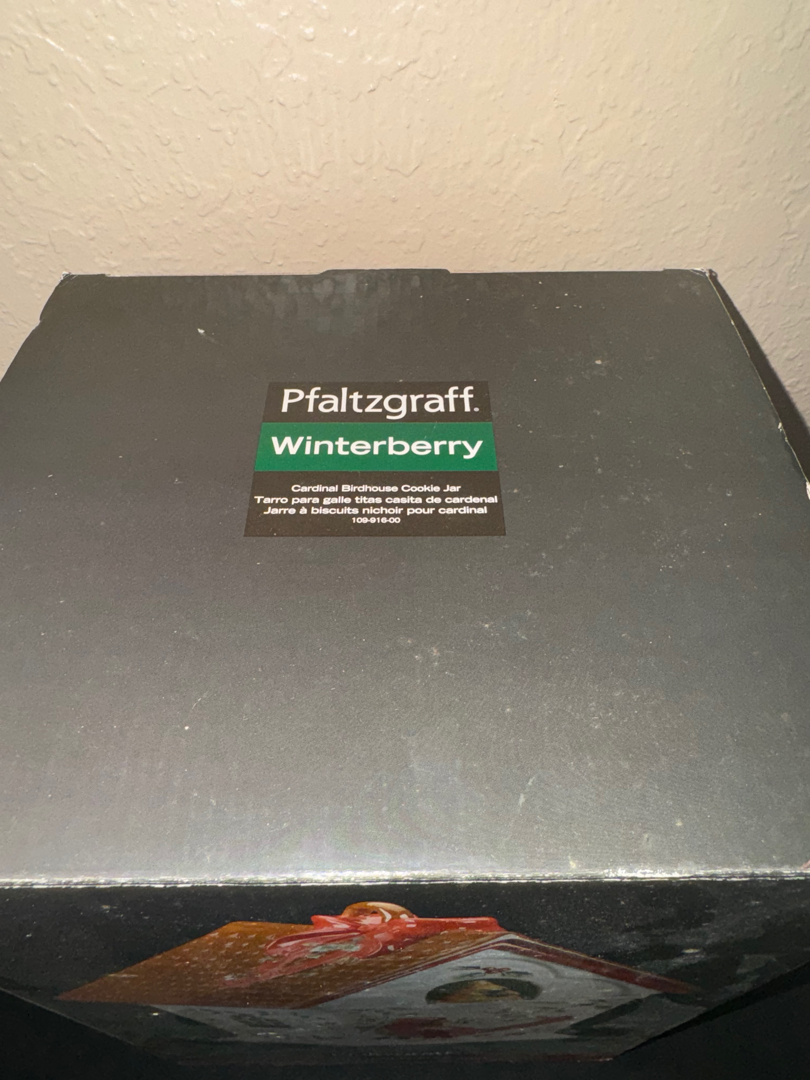 Pfaltzgraff.
Winterberry
Cardinal Birdhouse Cookie Jar
Tarro para galle titas casita de cardenal
Jarre à biscuits nichoir pour cardinal
109-916-00